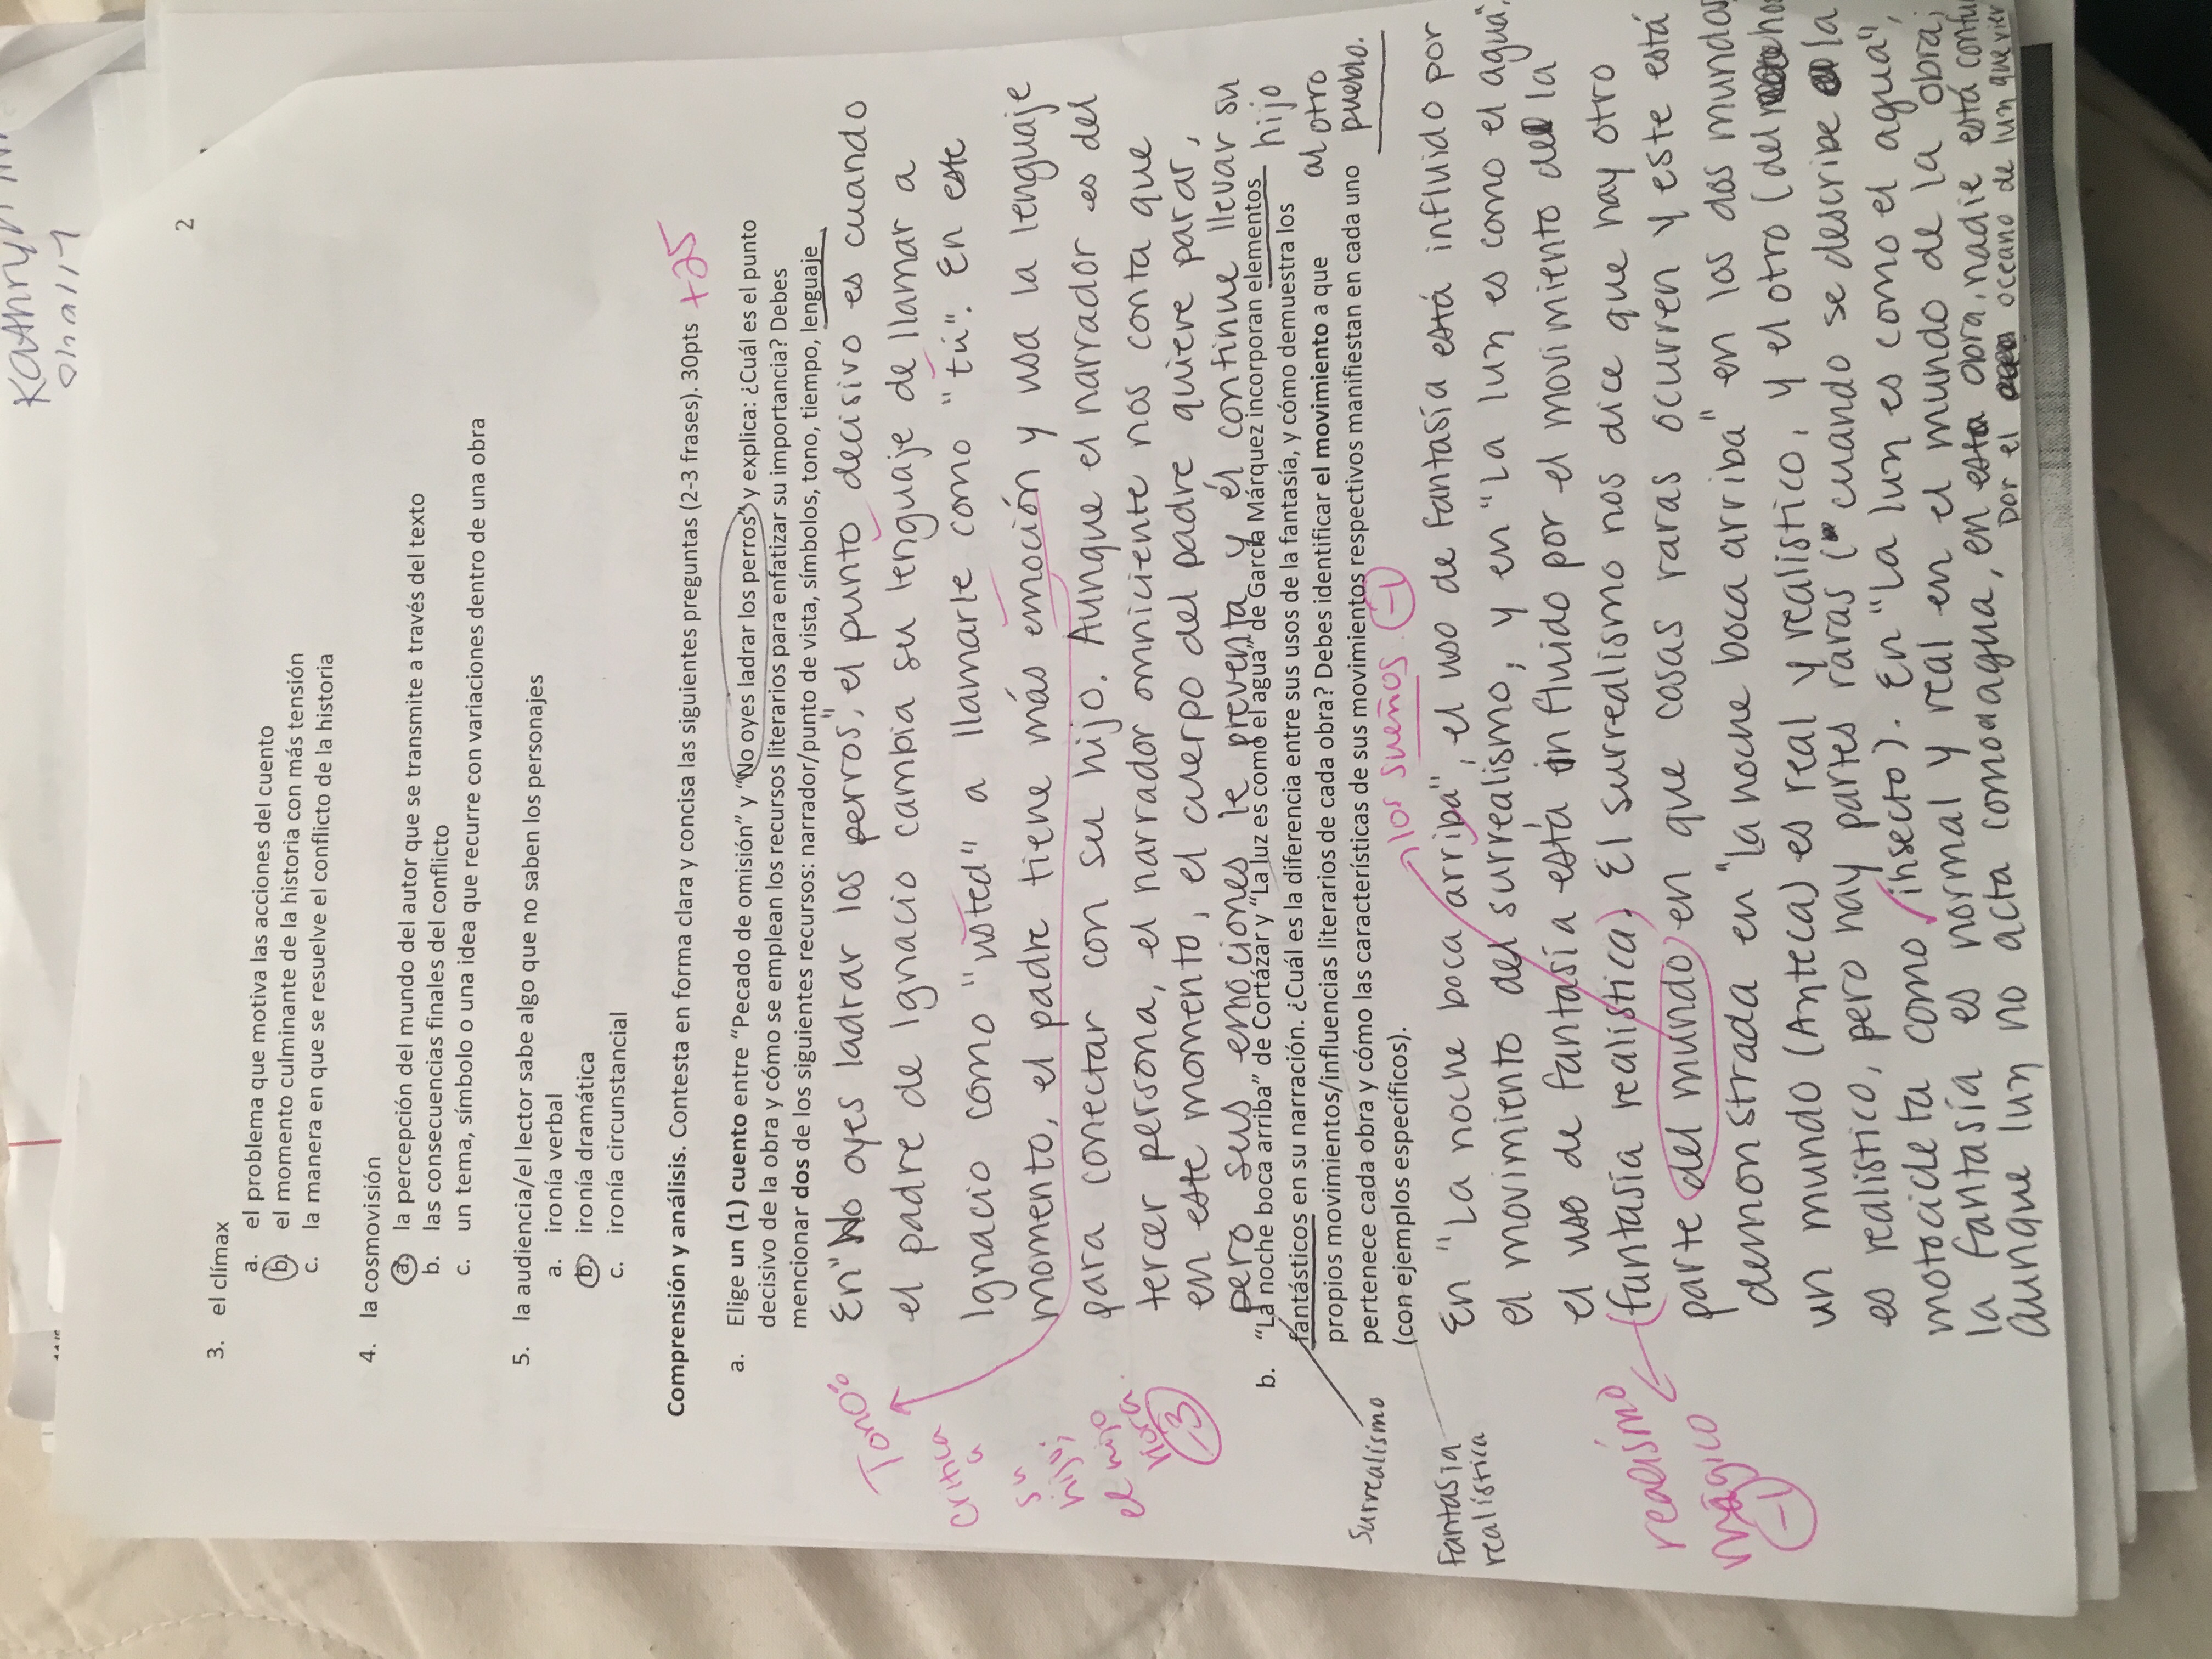 Kathryn
2
3. el clímax
a. el problema que motiva las acciones del cuento
b. el momento culminante de la historia con más tensión
c. la manera en que se resuelve el conflicto de la historia
4. la cosmovisión
a. la percepción del mundo del autor que se transmite a través del texto
b. las consecuencias finales del conflicto
c. un tema, símbolo o una idea que recurre con variaciones dentro de una obra
5. la audiencia/el lector sabe algo que no saben los personajes
a. ironía verbal
b. ironía dramática
c. ironía circunstancial
Comprensión y análisis. Contesta en forma clara y concisa las siguientes preguntas (2-3 frases). 30pts +25
a. Elige un (1) cuento entre “Pecado de omisión” y “No oyes ladrar los perros” y explica: ¿Cuál es el punto
decisivo de la obra y cómo se emplean los recursos literarios para enfatizar su importancia? Debes
mencionar dos de los siguientes recursos: narrador/punto de vista, símbolos, tono, tiempo, lenguaje
En "No oyes ladrar los perros", el punto decisivo es cuando
el padre de Ignacio cambia su lenguaje de llamar a
Ignacio como "usted" a llamarle como "tú". En este
momento, el padre tiene más emoción y usa la lenguaje
para conectar con su hijo. Aunque el narrador es del
tercer persona, el narrador omniciente nos conta que
en este momento, el cuerpo del padre quieve parar,
pero sus emociones le preventa y él continue llevar su
hijo
al otro
pueblo.
Tono:
critica
a
su
hijo;
el hijo
llora.
-3
b. “La noche boca arriba” de Cortázar y “La luz es como el agua” de García Márquez incorporan elementos
fantásticos en su narración. ¿Cuál es la diferencia entre sus usos de la fantasía, y cómo demuestra los
propios movimientos/influencias literarios de cada obra? Debes identificar el movimiento a que
pertenece cada obra y cómo las características de sus movimientos respectivos manifiestan en cada uno
(con ejemplos específicos).
Surrealismo
Fantasia
realística
los sueños -1
En "La noche boca arriba", el uso de fantasía está influido por
el movimiento del surrealismo, y en "La luz es como el agua",
el uso de fantasía está influido por el movimiento de la
(fantasía realística). El surrealismo nos dice que hay otro
parte del mundo en que cosas raras ocurren y este está
demonstrada en "La noche boca arriba" en los dos mundos
un mundo (Azteca) es real y realístico, y el otro (del
es realístico, pero hay partes raras (cuando se describe la
motocicleta como insecto). En "La luz es como el agua",
la fantasía es normal y real en el mundo de la obra;
aunque luz no acta como agua, en esta obra, nadie está
por el oceano de luz que
realismo
mágico
-1